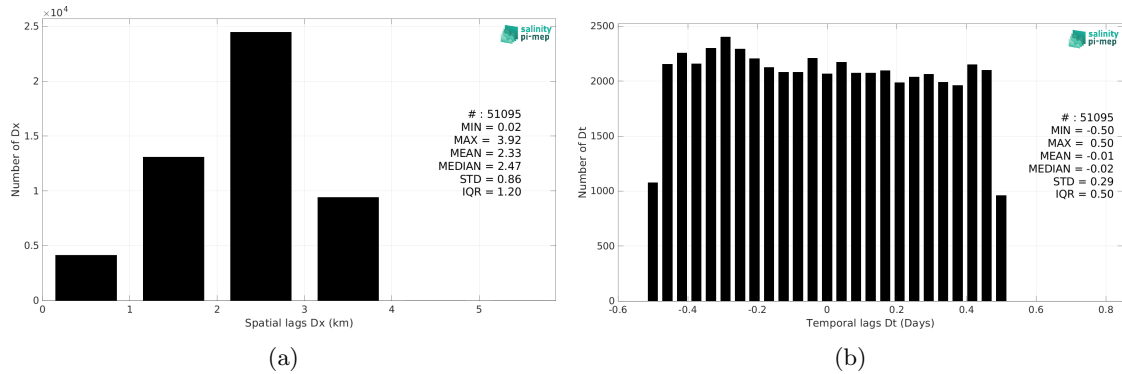 ×10^4
2.5
2
1.5
1
0.5
0
Number of Dx
salinity
pi-mep
# : 51095
MIN = 0.02
MAX =  3.92
MEAN = 2.33
MEDIAN = 2.47
STD = 0.86
IQR = 1.20
0 1 2 3 4 5
Spatial lags Dx (km)
(a)
2500
2000
1500
1000
500
0
Number of Dt
salinity
pi-mep
# : 51095
MIN = -0.50
MAX =  0.50
MEAN = -0.01
MEDIAN = -0.02
STD = 0.29
IQR = 0.50
-0.6 -0.4 -0.2 0 0.2 0.4 0.6 0.8
Temporal lags Dt (Days)
(b)